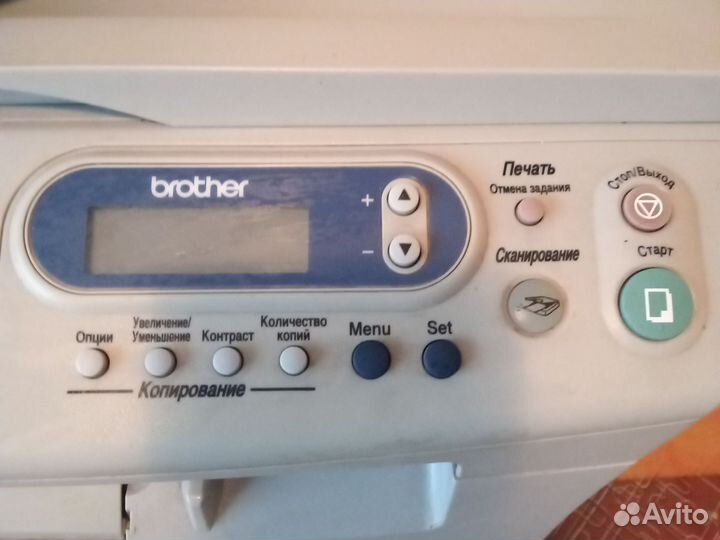 brother
+
−
Печать
Отмена задания
Стоп/Выход
Сканирование
Старт
Опции
Увеличение/
Уменьшение
Контраст
Количество
копий
Menu
Set
Копирование
Avito